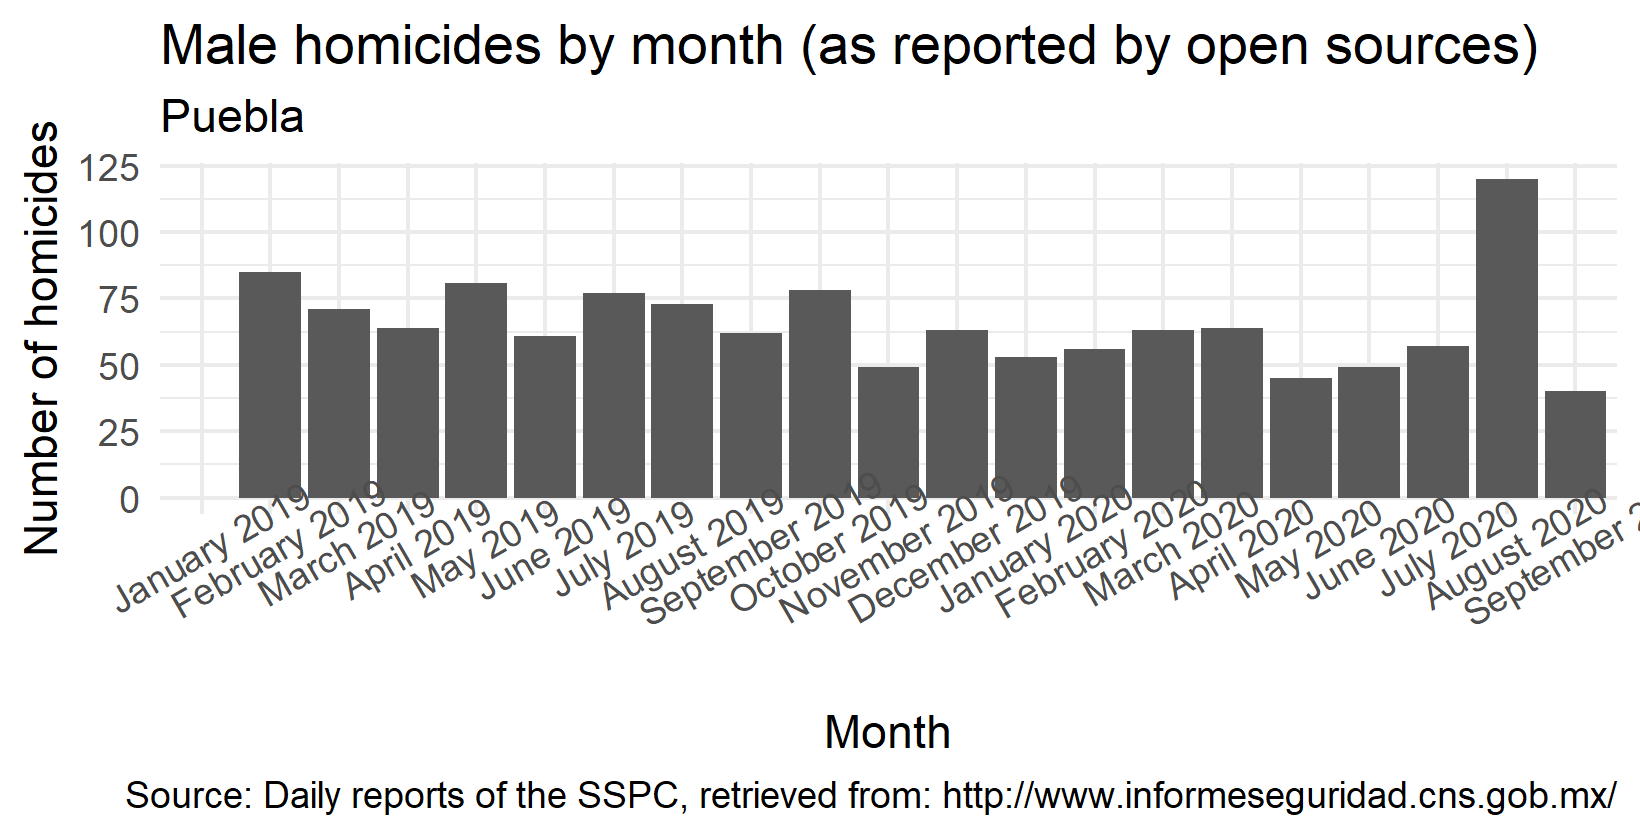 Male homicides by month (as reported by open sources)
Puebla
Number of homicides
125
100
75
50
25
0
January 2019
February 2019
March 2019
April 2019
May 2019
June 2019
July 2019
August 2019
September 2019
October 2019
November 2019
December 2019
January 2020
February 2020
March 2020
April 2020
May 2020
June 2020
July 2020
August 2020
September 2
Month
Source: Daily reports of the SSPC, retrieved from: http://www.informeseguridad.cns.gob.mx/